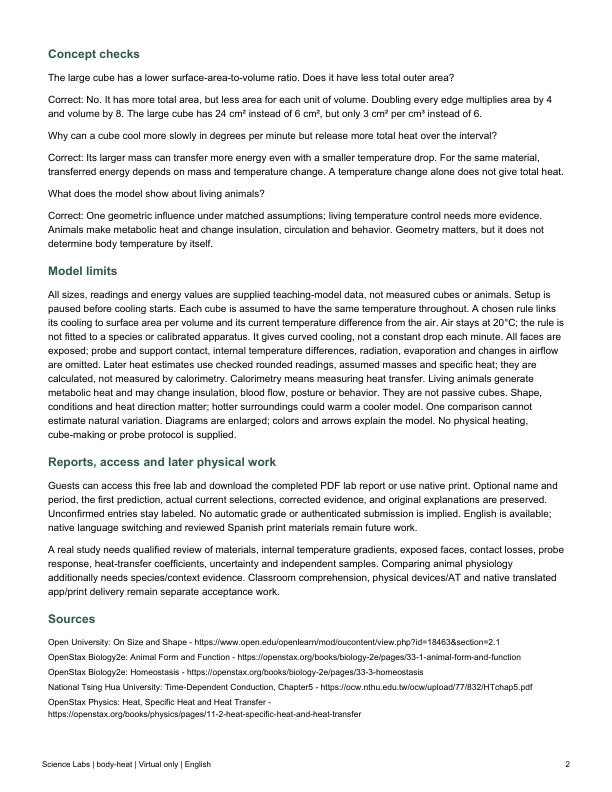 Concept checks
The large cube has a lower surface-area-to-volume ratio. Does it have less total outer area?
Correct: No. It has more total area, but less area for each unit of volume. Doubling every edge multiplies area by 4
and volume by 8. The large cube has 24 cm² instead of 6 cm², but only 3 cm² per cm³ instead of 6.
Why can a cube cool more slowly in degrees per minute but release more total heat over the interval?
Correct: Its larger mass can transfer more energy even with a smaller temperature drop. For the same material,
transferred energy depends on mass and temperature change. A temperature change alone does not give total heat.
What does the model show about living animals?
Correct: One geometric influence under matched assumptions; living temperature control needs more evidence.
Animals make metabolic heat and change insulation, circulation and behavior. Geometry matters, but it does not
determine body temperature by itself.
Model limits
All sizes, readings and energy values are supplied teaching-model data, not measured cubes or animals. Setup is
paused before cooling starts. Each cube is assumed to have the same temperature throughout. A chosen rule links
its cooling to surface area per volume and its current temperature difference from the air. Air stays at 20°C; the rule is
not fitted to a species or calibrated apparatus. It gives curved cooling, not a constant drop each minute. All faces are
exposed; probe and support contact, internal temperature differences, radiation, evaporation and changes in airflow
are omitted. Later heat estimates use checked rounded readings, assumed masses and specific heat; they are
calculated, not measured by calorimetry. Calorimetry means measuring heat transfer. Living animals generate
metabolic heat and may change insulation, blood flow, posture or behavior. They are not passive cubes. Shape,
conditions and heat direction matter; hotter surroundings could warm a cooler model. One comparison cannot
estimate natural variation. Diagrams are enlarged; colors and arrows explain the model. No physical heating,
cube-making or probe protocol is supplied.
Reports, access and later physical work
Guests can access this free lab and download the completed PDF lab report or use native print. Optional name and
period, the first prediction, actual current selections, corrected evidence, and original explanations are preserved.
Unconfirmed entries stay labeled. No automatic grade or authenticated submission is implied. English is available;
native language switching and reviewed Spanish print materials remain future work.
A real study needs qualified review of materials, internal temperature gradients, exposed faces, contact losses, probe
response, heat-transfer coefficients, uncertainty and independent samples. Comparing animal physiology
additionally needs species/context evidence. Classroom comprehension, physical devices/AT and native translated
app/print delivery remain separate acceptance work.
Sources
Open University: On Size and Shape - https://www.open.edu/openlearn/mod/oucontent/view.php?id=18463&section=2.1
OpenStax Biology2e: Animal Form and Function - https://openstax.org/books/biology-2e/pages/33-1-animal-form-and-function
OpenStax Biology2e: Homeostasis - https://openstax.org/books/biology-2e/pages/33-3-homeostasis
National Tsing Hua University: Time-Dependent Conduction, Chapter5 - https://ocw.nthu.edu.tw/ocw/upload/77/832/HTchap5.pdf
OpenStax Physics: Heat, Specific Heat and Heat Transfer -
https://openstax.org/books/physics/pages/11-2-heat-specific-heat-and-heat-transfer
Science Labs | body-heat | Virtual only | English
2